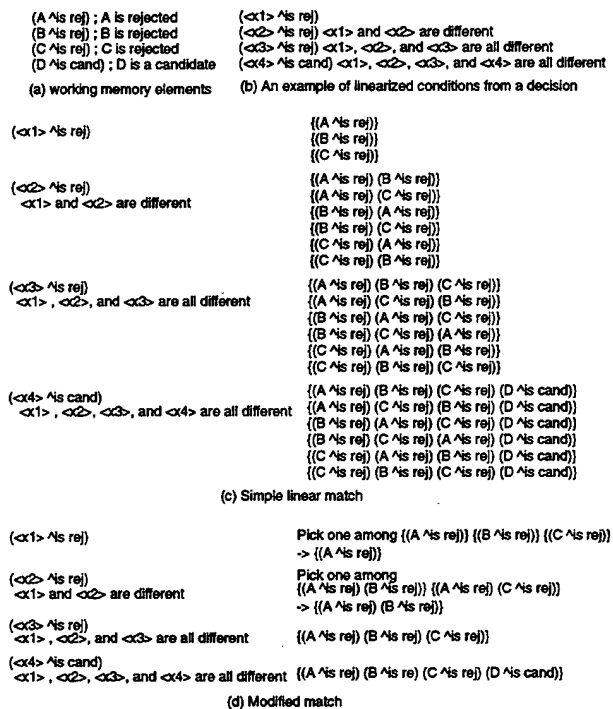 (A ^is rej) ; A is rejected
(B ^is rej) ; B is rejected
(C ^is rej) ; C is rejected
(D ^is cand) ; D is a candidate
(a) working memory elements
(<x1> ^is rej)
(<x2> ^is rej) <x1> and <x2> are different
(<x3> ^is rej) <x1>, <x2>, and <x3> are all different
(<x4> ^is cand) <x1>, <x2>, <x3>, and <x4> are all different
(b) An example of linearized conditions from a decision
(<x1> ^is rej)
{(A ^is rej)}
{(B ^is rej)}
{(C ^is rej)}
(<x2> ^is rej)
<x1> and <x2> are different
{(A ^is rej) (B ^is rej)}
{(A ^is rej) (C ^is rej)}
{(B ^is rej) (A ^is rej)}
{(B ^is rej) (C ^is rej)}
{(C ^is rej) (A ^is rej)}
{(C ^is rej) (B ^is rej)}
(<x3> ^is rej)
<x1> , <x2>, and <x3> are all different
{(A ^is rej) (B ^is rej) (C ^is rej)}
{(A ^is rej) (C ^is rej) (B ^is rej)}
{(B ^is rej) (A ^is rej) (C ^is rej)}
{(B ^is rej) (C ^is rej) (A ^is rej)}
{(C ^is rej) (A ^is rej) (B ^is rej)}
{(C ^is rej) (B ^is rej) (C ^is rej)}
(<x4> ^is cand)
<x1> , <x2>, <x3>, and <x4> are all different
{(A ^is rej) (B ^is rej) (C ^is rej) (D ^is cand)}
{(A ^is rej) (C ^is rej) (B ^is rej) (D ^is cand)}
{(B ^is rej) (A ^is rej) (C ^is rej) (D ^is cand)}
{(B ^is rej) (C ^is rej) (A ^is rej) (D ^is cand)}
{(C ^is rej) (A ^is rej) (B ^is rej) (D ^is cand)}
{(C ^is rej) (B ^is rej) (C ^is rej) (D ^is cand)}
(c) Simple linear match
(<x1> ^is rej)
Pick one among {(A ^is rej)} {(B ^is rej)} {(C ^is rej)}
-> {(A ^is rej)}
(<x2> ^is rej)
<x1> and <x2> are different
Pick one among
{(A ^is rej) (B ^is rej)} {(A ^is rej) (C ^is rej)}
-> {(A ^is rej) (B ^is rej)}
(<x3> ^is rej)
<x1> , <x2>, and <x3> are all different
{(A ^is rej) (B ^is rej) (C ^is rej)}
(<x4> ^is cand)
<x1> , <x2>, <x3>, and <x4> are all different
{(A ^is rej) (B ^is re) (C ^is rej) (D ^is cand)}
(d) Modified match